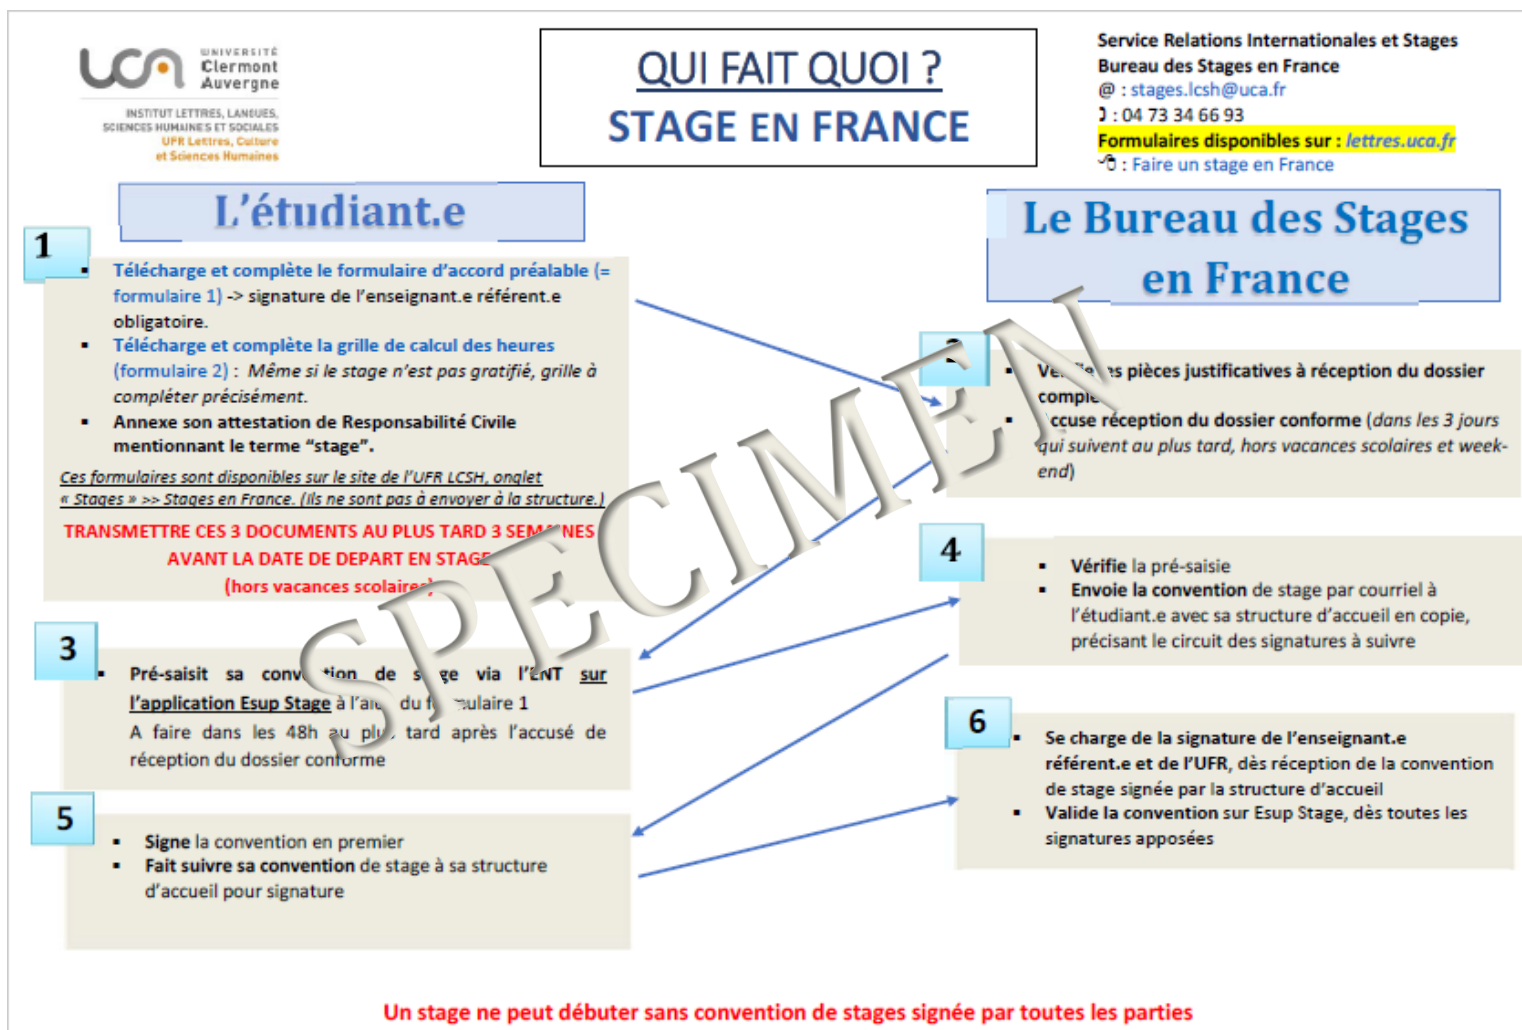 uca UNIVERSITÉ
Clermont
Auvergne
INSTITUT LETTRES, LANGUES,
SCIENCES HUMAINES ET SOCIALES
UFR Lettres, Culture
et Sciences Humaines
QUI FAIT QUOI ?
STAGE EN FRANCE
Service Relations Internationales et Stages
Bureau des Stages en France
@ : stages.lcsh@uca.fr
: 04 73 34 66 93
Formulaires disponibles sur : lettres.uca.fr
: Faire un stage en France
L'étudiant.e
1
▪ Télécharge et complète le formulaire d'accord préalable (=
formulaire 1) -> signature de l'enseignant.e référent.e
obligatoire.
▪ Télécharge et complète la grille de calcul des heures
(formulaire 2) : Même si le stage n'est pas gratifié, grille à
compléter précisément.
▪ Annexe son attestation de Responsabilité Civile
mentionnant le terme “stage”.
Ces formulaires sont disponibles sur le site de l'UFR LCSH, onglet
« Stages » >> Stages en France. (Ils ne sont pas à envoyer à la structure.)
TRANSMETTRE CES 3 DOCUMENTS AU PLUS TARD 3 SEMAINES
AVANT LA DATE DE DEPART EN STAGE
(hors vacances scolaires)
3
▪ Pré-saisit sa convention de stage via l'ENT sur
l'application Esup Stage à l'aide du formulaire 1
A faire dans les 48h au plus tard après l'accusé de
réception du dossier conforme
5
▪ Signe la convention en premier
▪ Fait suivre sa convention de stage à sa structure
d'accueil pour signature
Le Bureau des Stages
en France
2
▪ Vérifie les pièces justificatives à réception du dossier
complet
▪ Accuse réception du dossier conforme (dans les 3 jours
qui suivent au plus tard, hors vacances scolaires et week-
end)
4
▪ Vérifie la pré-saisie
▪ Envoie la convention de stage par courriel à
l'étudiant.e avec sa structure d'accueil en copie,
précisant le circuit des signatures à suivre
6
▪ Se charge de la signature de l'enseignant.e
référent.e et de l'UFR, dès réception de la convention
de stage signée par la structure d'accueil
▪ Valide la convention sur Esup Stage, dès toutes les
signatures apposées
SPECIMEN
Un stage ne peut débuter sans convention de stages signée par toutes les parties